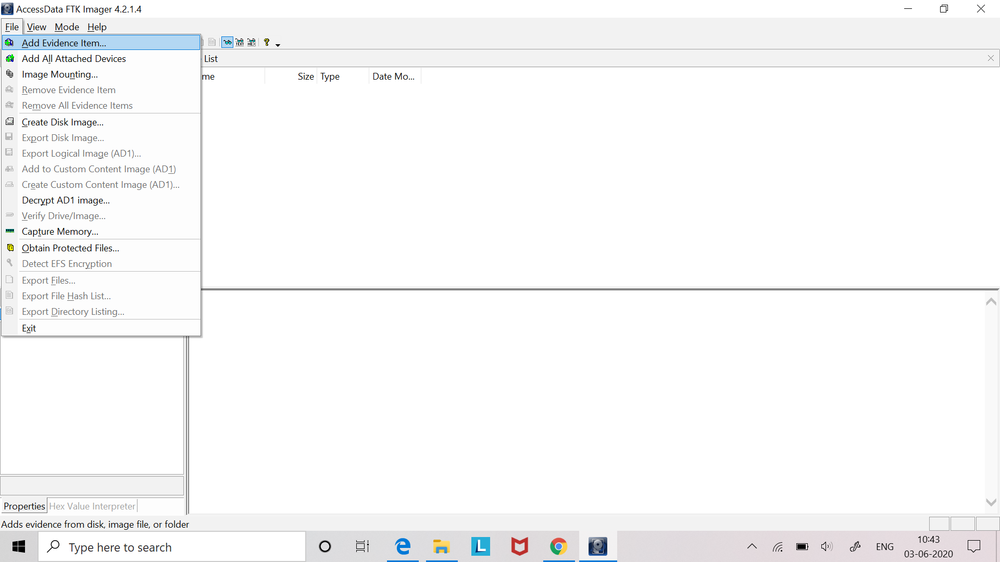 AccessData FTK Imager 4.2.1.4
File View Mode Help
Add Evidence Item...
Add All Attached Devices
Image Mounting...
Remove Evidence Item
Remove All Evidence Items
Create Disk Image...
Export Disk Image...
Export Logical Image (AD1)...
Add to Custom Content Image (AD1)
Create Custom Content Image (AD1)...
Decrypt AD1 image...
Verify Drive/Image...
Capture Memory...
Obtain Protected Files...
Detect EFS Encryption
Export Files...
Export File Hash List...
Export Directory Listing...
Exit
TEXT HEX ?
List
me Size Type Date Mo...
Properties Hex Value Interpreter
Adds evidence from disk, image file, or folder
Type here to search
L
ENG
10:43
03-06-2020